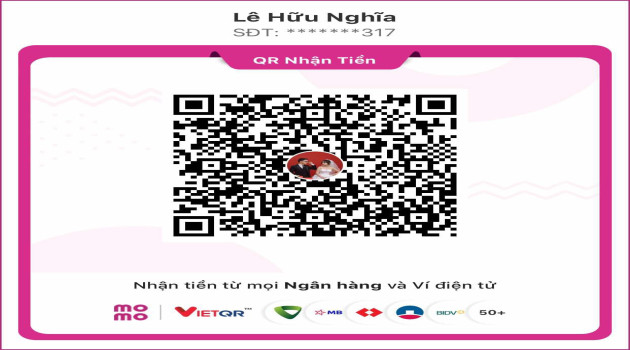 Lê Hữu Nghĩa
SĐT: *******317
QR Nhận Tiền
Nhận tiền từ mọi Ngân hàng và Ví điện tử
mo mo VIETQR™ MB BIDV 50+